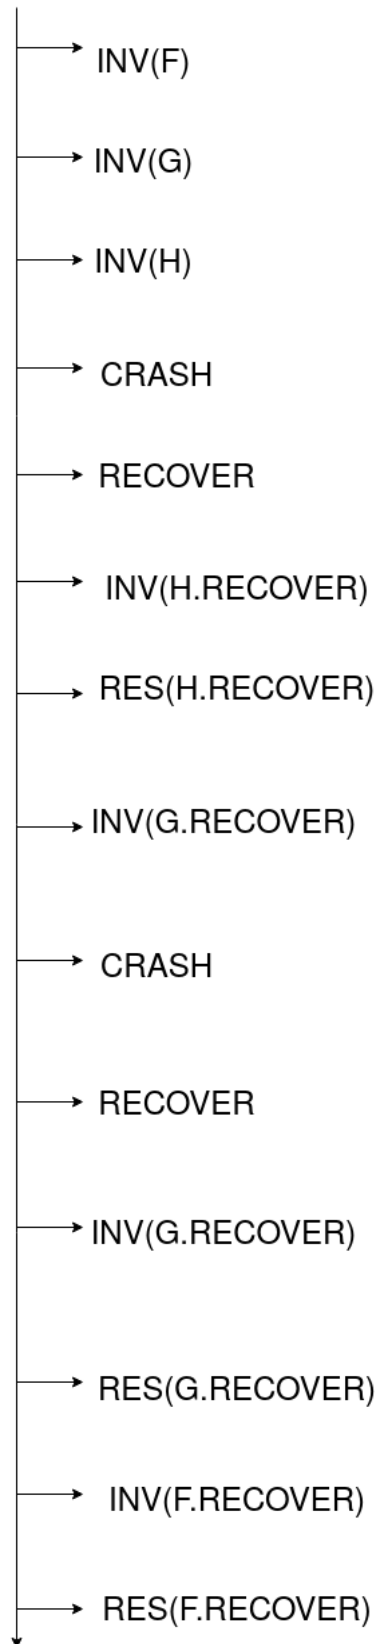 INV(F)
INV(G)
INV(H)
CRASH
RECOVER
INV(H.RECOVER)
RES(H.RECOVER)
INV(G.RECOVER)
CRASH
RECOVER
INV(G.RECOVER)
RES(G.RECOVER)
INV(F.RECOVER)
RES(F.RECOVER)